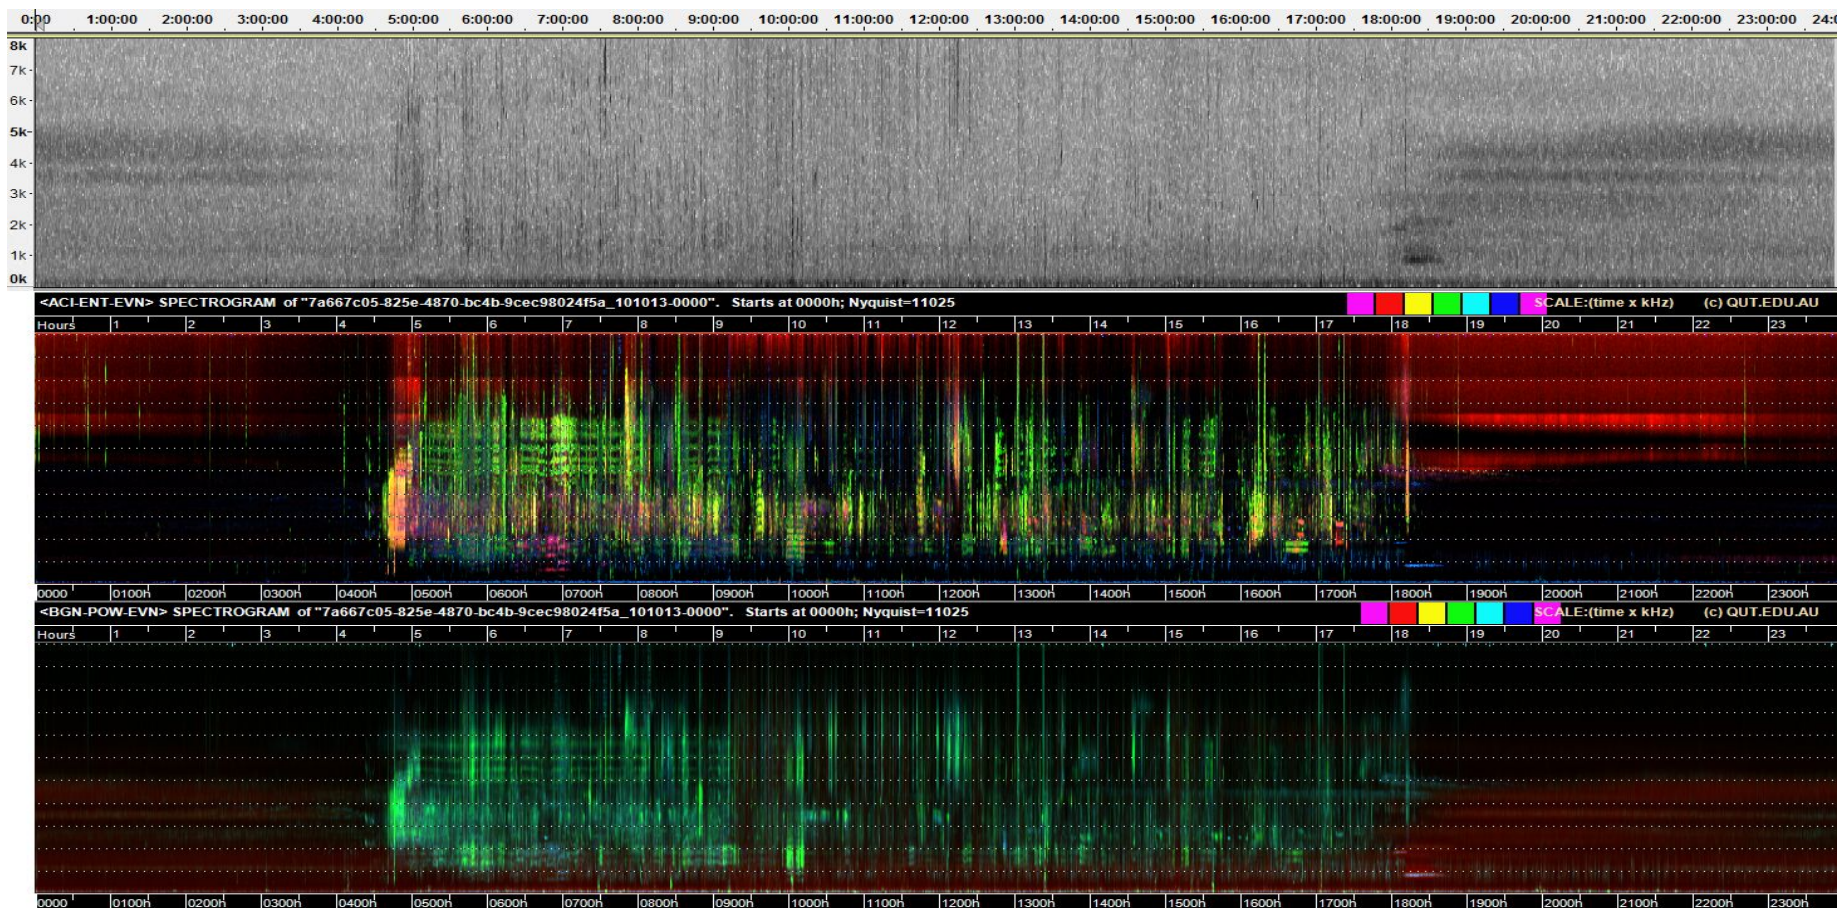 0:00 1:00:00 2:00:00 3:00:00 4:00:00 5:00:00 6:00:00 7:00:00 8:00:00 9:00:00 10:00:00 11:00:00 12:00:00 13:00:00 14:00:00 15:00:00 16:00:00 17:00:00 18:00:00 19:00:00 20:00:00 21:00:00 22:00:00 23:00:00 24:0
8k
7k
6k
5k
4k
3k
2k
1k
0k
<ACI-ENT-EVN> SPECTROGRAM of "7a667c05-825e-4870-bc4b-9cec98024f5a_101013-0000". Starts at 0000h; Nyquist=11025 SCALE:(time x kHz) (c) QUT.EDU.AU
Hours 1 2 3 4 5 6 7 8 9 10 11 12 13 14 15 16 17 18 19 20 21 22 23
0000 0100h 0200h 0300h 0400h 0500h 0600h 0700h 0800h 0900h 1000h 1100h 1200h 1300h 1400h 1500h 1600h 1700h 1800h 1900h 2000h 2100h 2200h 2300h
<BGN-POW-EVN> SPECTROGRAM of "7a667c05-825e-4870-bc4b-9cec98024f5a_101013-0000". Starts at 0000h; Nyquist=11025 SCALE:(time x kHz) (c) QUT.EDU.AU
Hours 1 2 3 4 5 6 7 8 9 10 11 12 13 14 15 16 17 18 19 20 21 22 23
0000 0100h 0200h 0300h 0400h 0500h 0600h 0700h 0800h 0900h 1000h 1100h 1200h 1300h 1400h 1500h 1600h 1700h 1800h 1900h 2000h 2100h 2200h 2300h